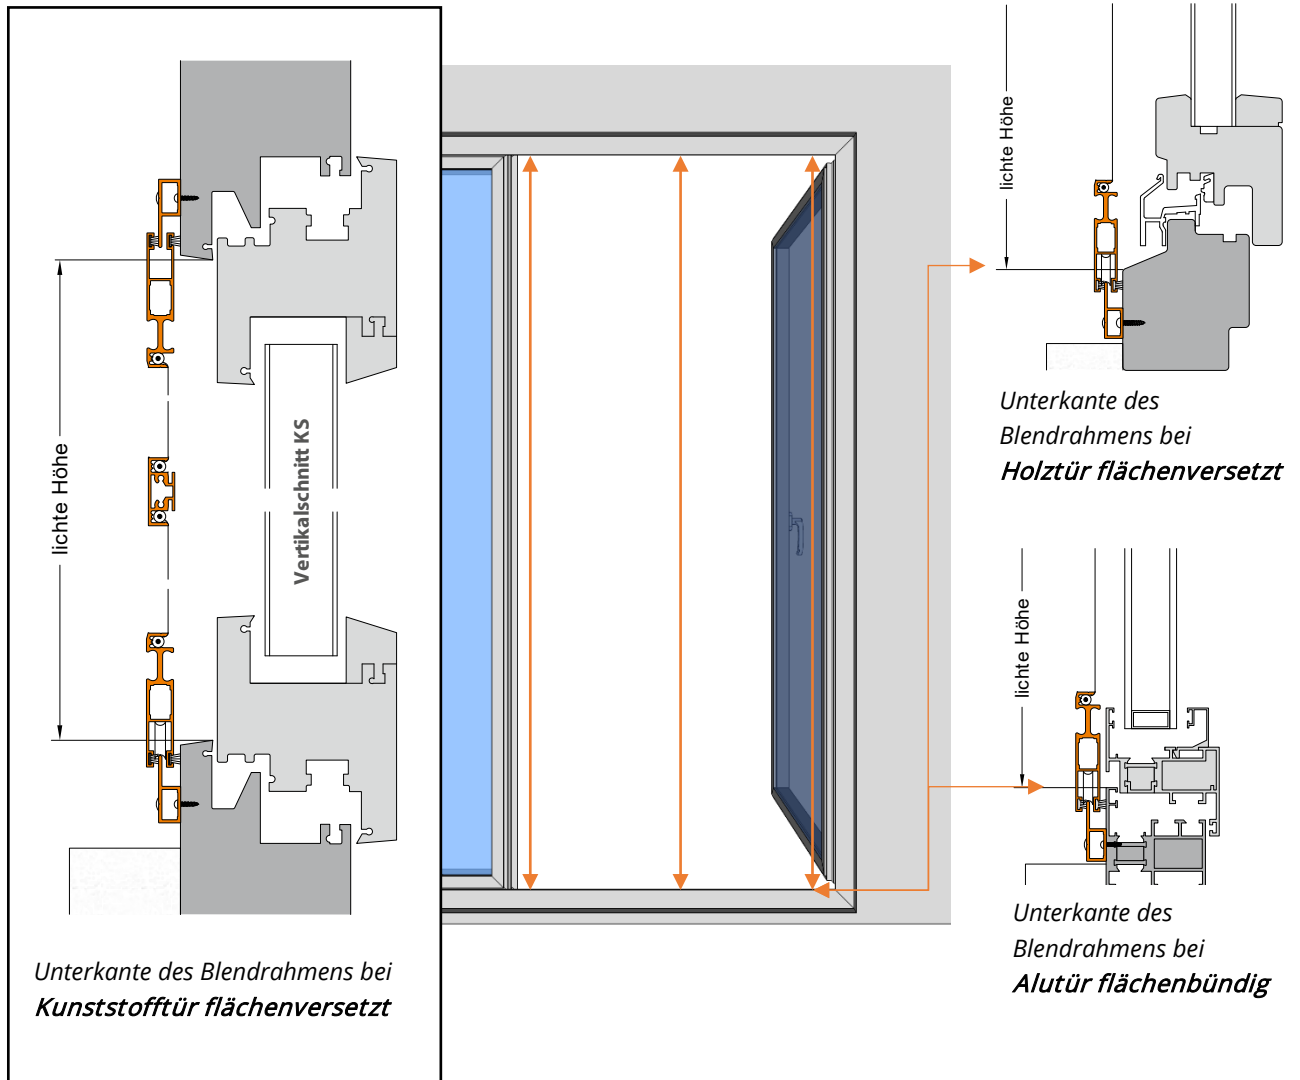 lichte Höhe
Vertikalschnitt KS
Unterkante des Blendrahmens bei
Kunststofftür flächenversetzt
lichte Höhe
Unterkante des
Blendrahmens bei
Holztür flächenversetzt
lichte Höhe
Unterkante des
Blendrahmens bei
Alutür flächenbündig